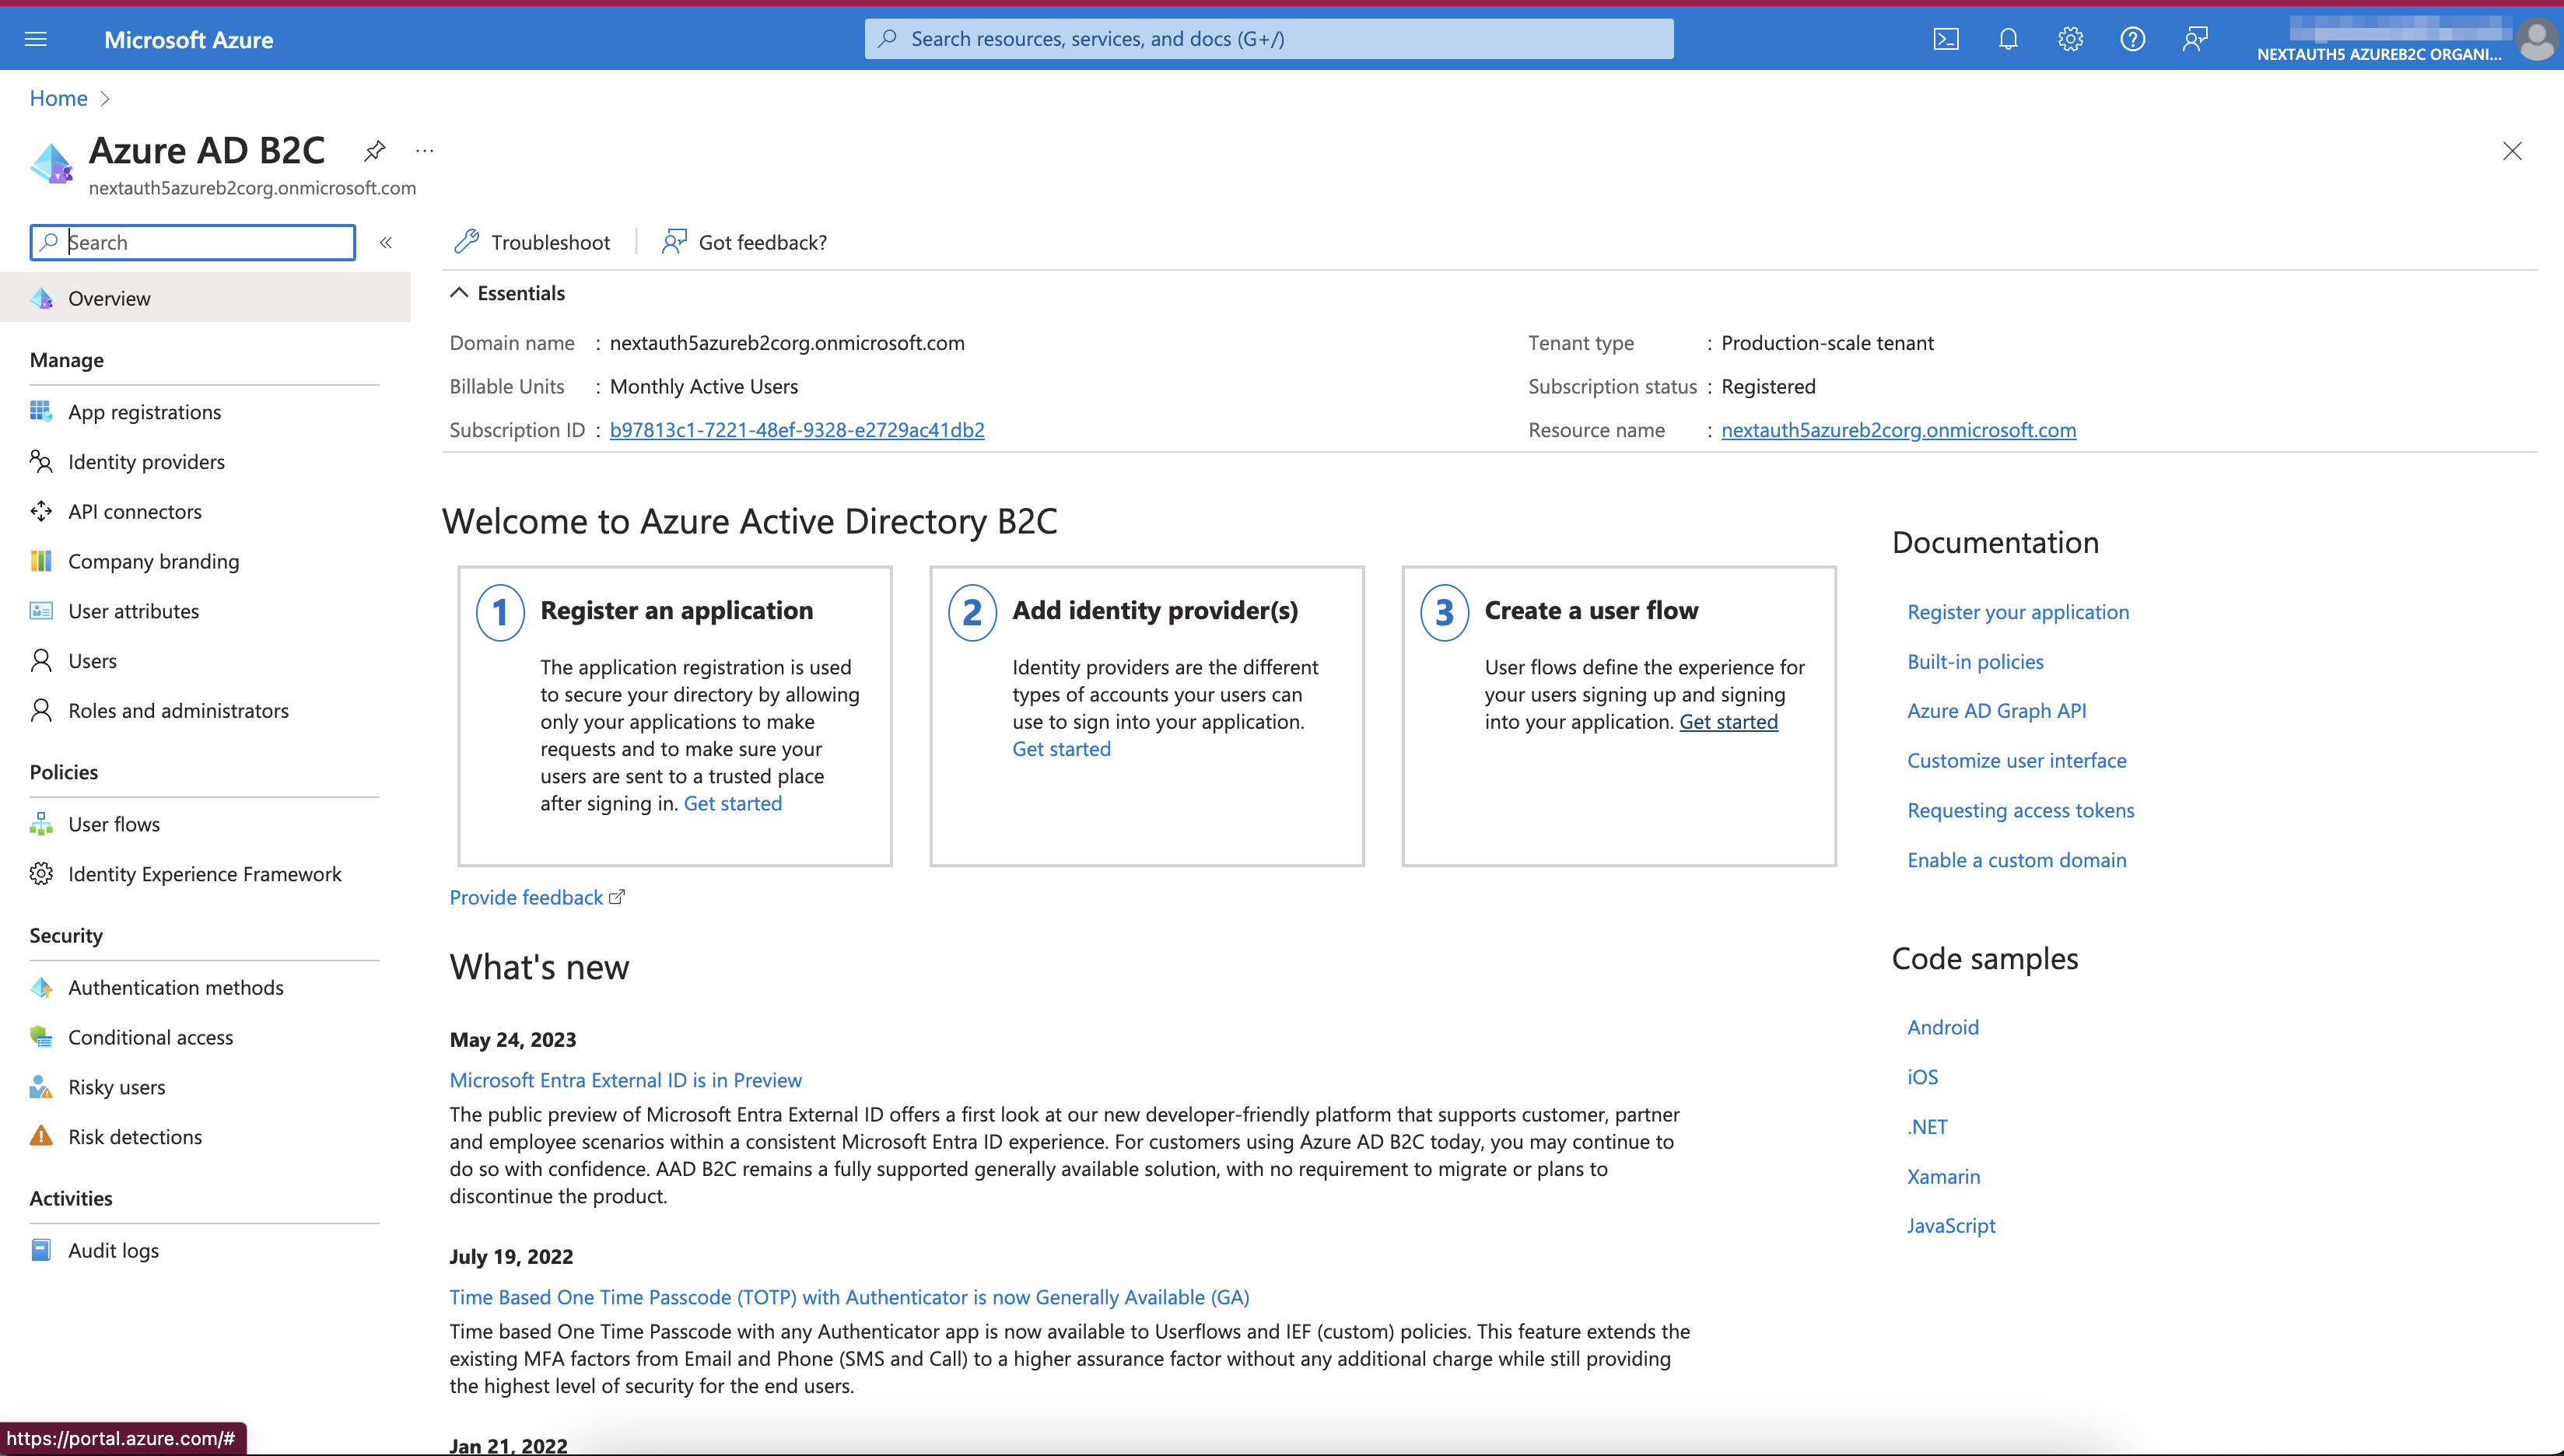 Microsoft Azure
Search resources, services, and docs (G+/)
NEXTAUTH5 AZUREB2C ORGANI...
Home
Azure AD B2C
...
nextauth5azureb2corg.onmicrosoft.com
Search
«
Troubleshoot
Got feedback?
Overview
Manage
App registrations
Identity providers
API connectors
Company branding
User attributes
Users
Roles and administrators
Policies
User flows
Identity Experience Framework
Security
Authentication methods
Conditional access
Risky users
Risk detections
Activities
Audit logs
Essentials
Domain name : nextauth5azureb2corg.onmicrosoft.com
Billable Units : Monthly Active Users
Subscription ID : b97813c1-7221-48ef-9328-e2729ac41db2
Tenant type : Production-scale tenant
Subscription status : Registered
Resource name : nextauth5azureb2corg.onmicrosoft.com
Welcome to Azure Active Directory B2C
1 Register an application
The application registration is used
to secure your directory by allowing
only your applications to make
requests and to make sure your
users are sent to a trusted place
after signing in. Get started
2 Add identity provider(s)
Identity providers are the different
types of accounts your users can
use to sign into your application.
Get started
3 Create a user flow
User flows define the experience for
your users signing up and signing
into your application. Get started
Provide feedback
What's new
May 24, 2023
Microsoft Entra External ID is in Preview
The public preview of Microsoft Entra External ID offers a first look at our new developer-friendly platform that supports customer, partner
and employee scenarios within a consistent Microsoft Entra ID experience. For customers using Azure AD B2C today, you may continue to
do so with confidence. AAD B2C remains a fully supported generally available solution, with no requirement to migrate or plans to
discontinue the product.
July 19, 2022
Time Based One Time Passcode (TOTP) with Authenticator is now Generally Available (GA)
Time based One Time Passcode with any Authenticator app is now available to Userflows and IEF (custom) policies. This feature extends the
existing MFA factors from Email and Phone (SMS and Call) to a higher assurance factor without any additional charge while still providing
the highest level of security for the end users.
Jan 21, 2022
Documentation
Register your application
Built-in policies
Azure AD Graph API
Customize user interface
Requesting access tokens
Enable a custom domain
Code samples
Android
iOS
.NET
Xamarin
JavaScript
https://portal.azure.com/#